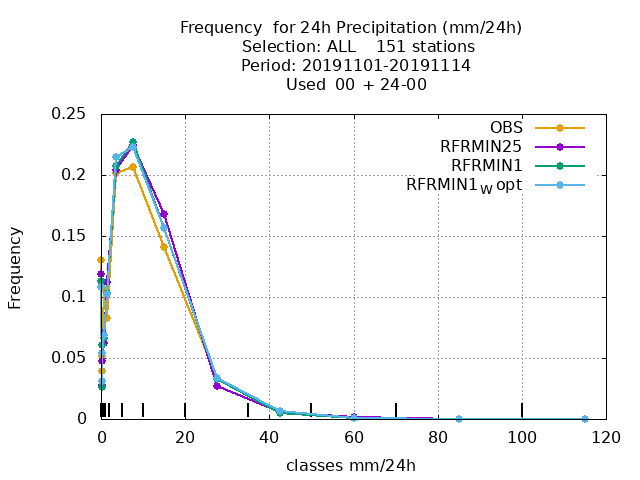 Frequency  for 24h Precipitation (mm/24h)
Selection: ALL    151 stations
Period: 20191101-20191114
Used  00 + 24-00
OBS
RFRMIN25
RFRMIN1
RFRMIN1w opt
0.25
0.2
0.15
0.1
0.05
0
Frequency
0 20 40 60 80 100 120
classes mm/24h